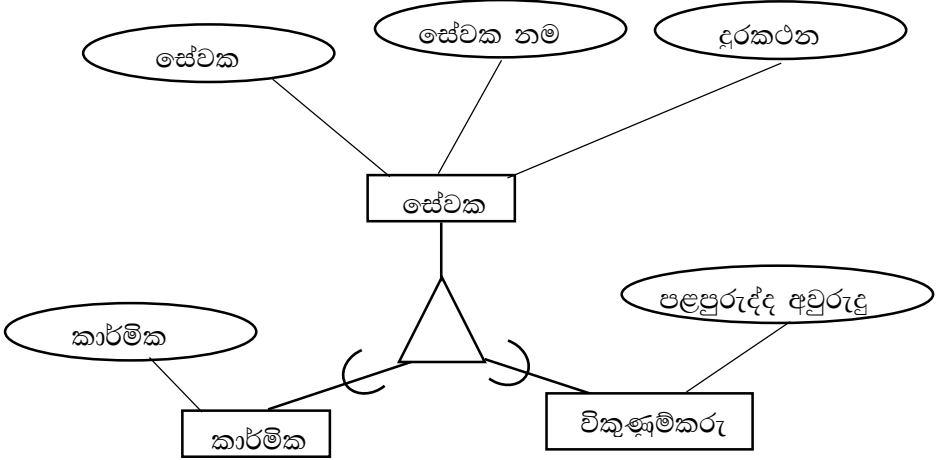 සේවක
සේවක නම
දුරකථන
සේවක
පළපුරුද්ද අවුරුදු
කාර්මික
විකුණුම්කරු
කාර්මික